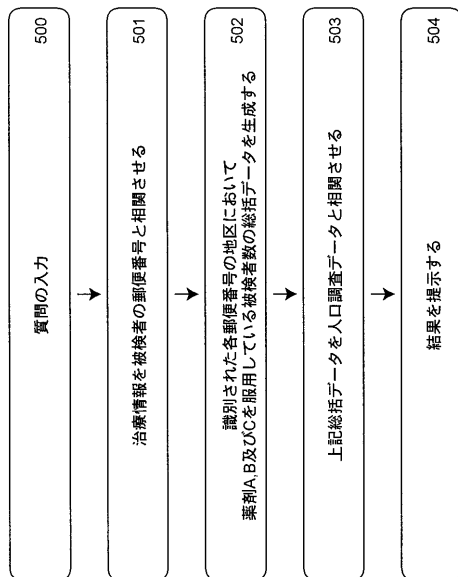 500
質問の入力
501
治療情報を被検者の郵便番号と相関させる
502
識別された各郵便番号の地区において
薬剤A,B及びCを服用している被検者数の総括データを生成する
503
上記総括データを人口調査データと相関させる
504
結果を提示する